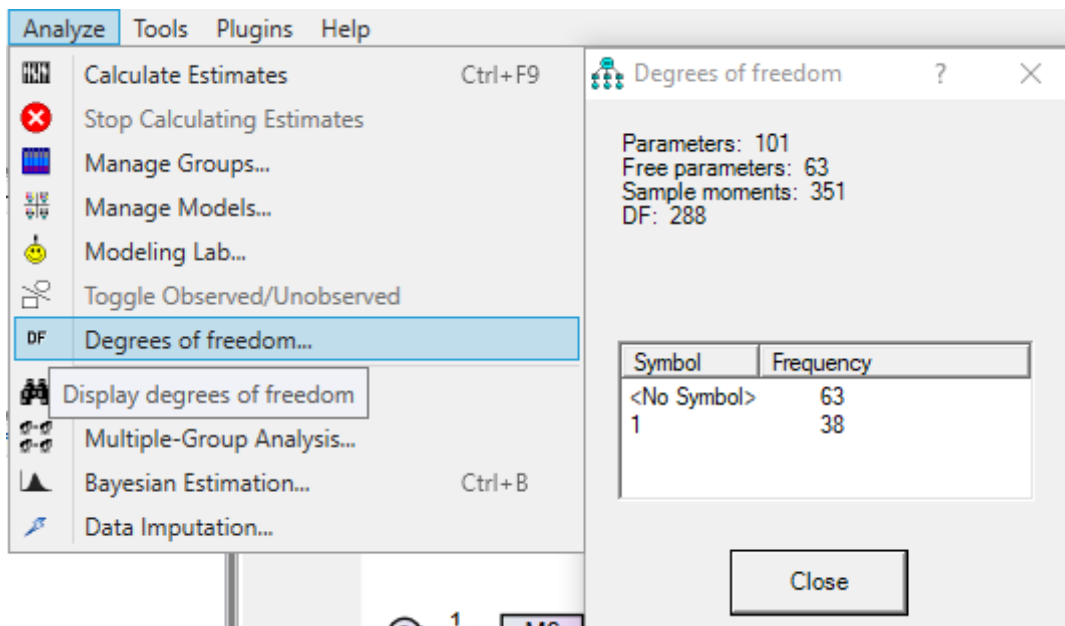 Analyze Tools Plugins Help
Calculate Estimates Ctrl+F9
Stop Calculating Estimates
Manage Groups...
Manage Models...
Modeling Lab...
Toggle Observed/Unobserved
DF Degrees of freedom...
Display degrees of freedom
Multiple-Group Analysis...
Bayesian Estimation... Ctrl+B
Data Imputation...
Degrees of freedom ?
Parameters: 101
Free parameters: 63
Sample moments: 351
DF: 288
Symbol Frequency
<No Symbol> 63
1 38
Close
1